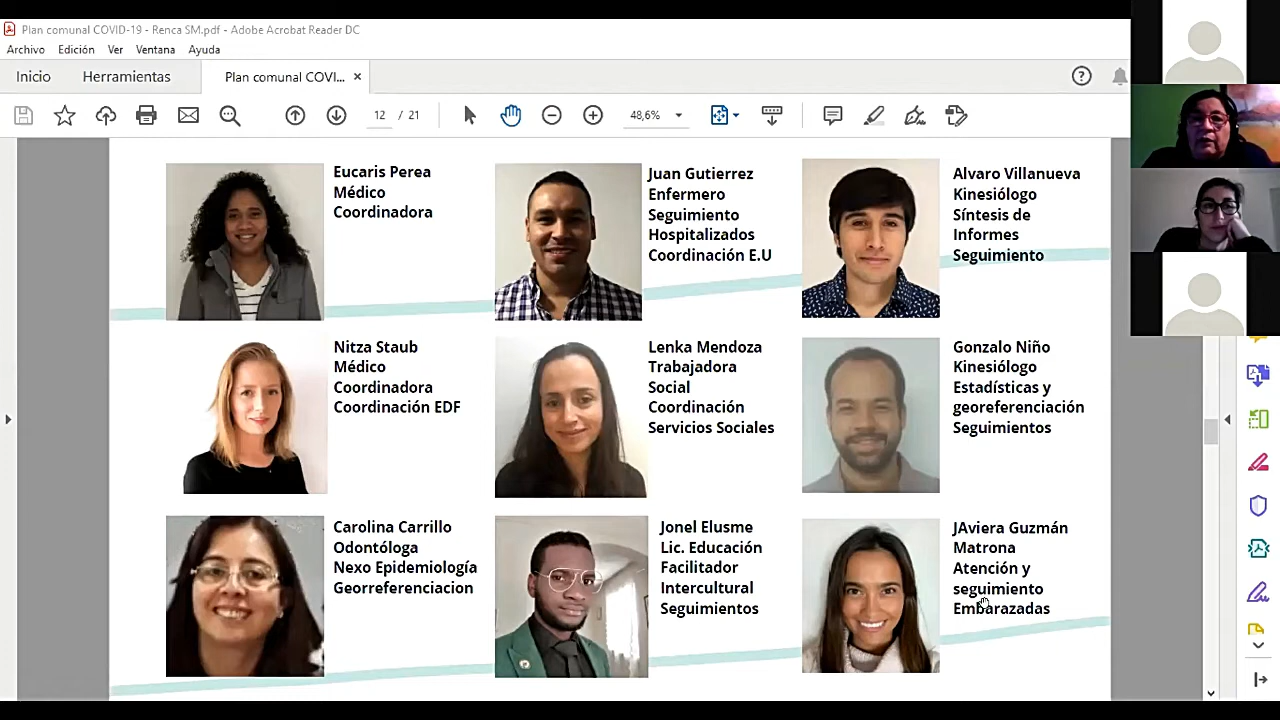 Plan comunal COVID-19 - Renca SM.pdf - Adobe Acrobat Reader DC
Archivo Edición Ver Ventana Ayuda
Inicio Herramientas Plan comunal COVI... ×
12 / 21 48,6%
Eucaris Perea
Médico
Coordinadora
Juan Gutierrez
Enfermero
Seguimiento
Hospitalizados
Coordinación E.U
Alvaro Villanueva
Kinesiólogo
Síntesis de
Informes
Seguimiento
Nitza Staub
Médico
Coordinadora
Coordinación EDF
Lenka Mendoza
Trabajadora
Social
Coordinación
Servicios Sociales
Gonzalo Niño
Kinesiólogo
Estadísticas y
georeferenciación
Seguimientos
Carolina Carrillo
Odontóloga
Nexo Epidemiología
Georreferenciacion
Jonel Elusme
Lic. Educación
Facilitador
Intercultural
Seguimientos
JAviera Guzmán
Matrona
Atención y
seguimiento
Embarazadas